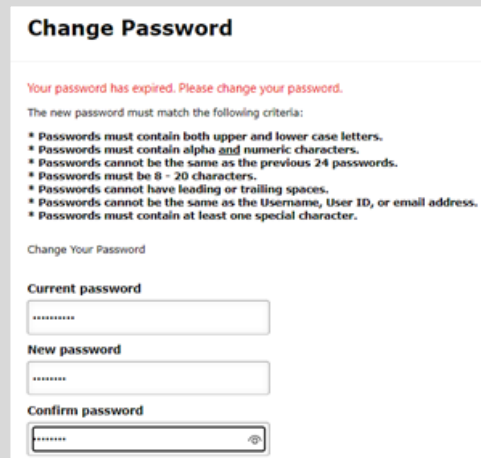 Change Password
Your password has expired. Please change your password.
The new password must match the following criteria:
* Passwords must contain both upper and lower case letters.
* Passwords must contain alpha and numeric characters.
* Passwords cannot be the same as the previous 24 passwords.
* Passwords must be 8 - 20 characters.
* Passwords cannot have leading or trailing spaces.
* Passwords cannot be the same as the Username, User ID, or email address.
* Passwords must contain at least one special character.
Change Your Password
Current password
••••••••••
New password
••••••••
Confirm password
••••••••